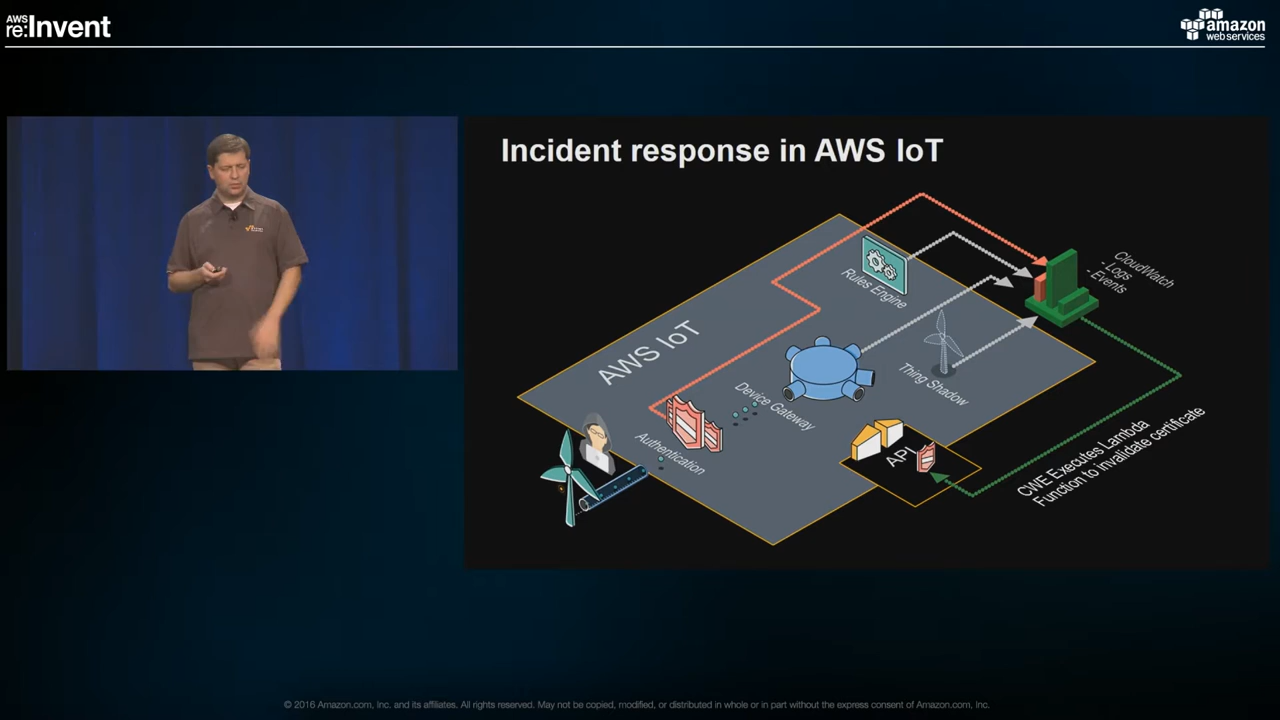 AWS
re:Invent
amazon
web services
Incident response in AWS IoT
CloudWatch
- Logs
- Events
Rules Engine
AWS IoT
Thing Shadow
Device Gateway
Authentication
API
CWE Executes Lambda
Function to invalidate certificate
© 2016 Amazon.com, Inc. and its affiliates. All rights reserved. May not be copied, modified, or distributed in whole or in part without the express consent of Amazon.com, Inc.